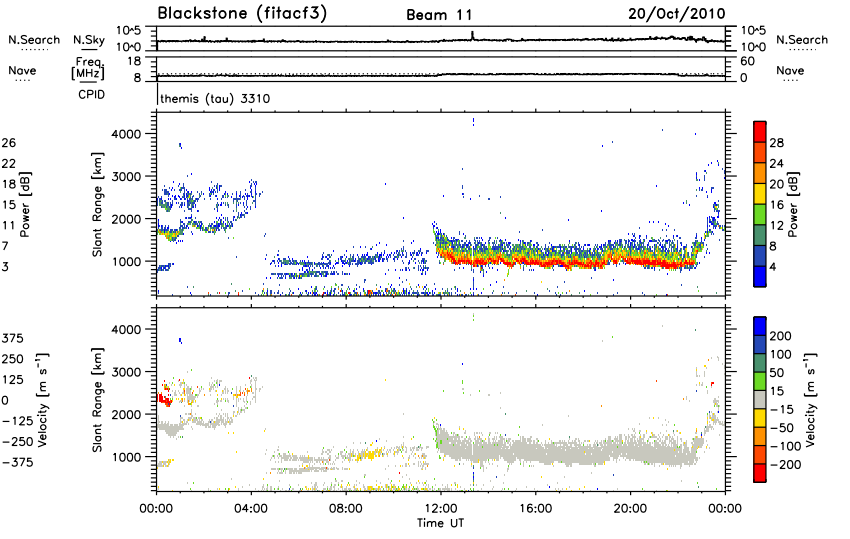 Blackstone (fitacf3) Beam 11 20/Oct/2010
N.Search N.Sky 10^5 10^0 10^5 10^0 N.Search
Nave Freq. [MHz] 18 8 60 0 Nave
CPID themis (tau) 3310
Power [dB] 26 22 18 15 11 7 3
Slant Range [km] 4000 3000 2000 1000
28 24 20 16 12 8 4 Power [dB]
Velocity [m s⁻¹] 375 250 125 0 −125 −250 −375
Slant Range [km] 4000 3000 2000 1000
200 100 50 15 −15 −50 −100 −200 Velocity [m s⁻¹]
00:00 04:00 08:00 12:00 16:00 20:00 00:00
Time UT